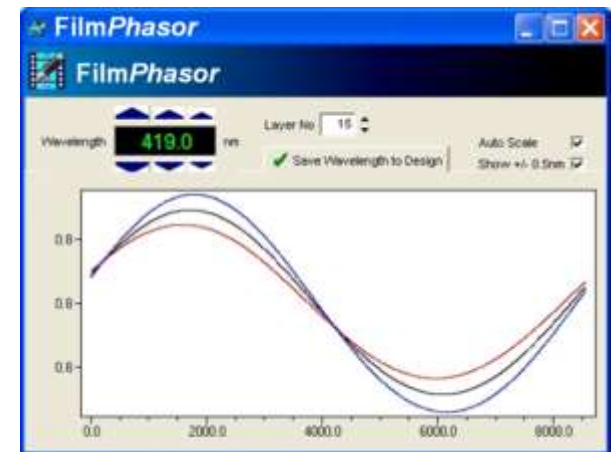 FilmPhasor
FilmPhasor
Wavelength 419.0 nm
Layer No 15
Save Wavelength to Design
Auto Scale
Show +/- 0.5nm
0.8
0.8
0.8
0.0 2000.0 4000.0 6000.0 8000.0